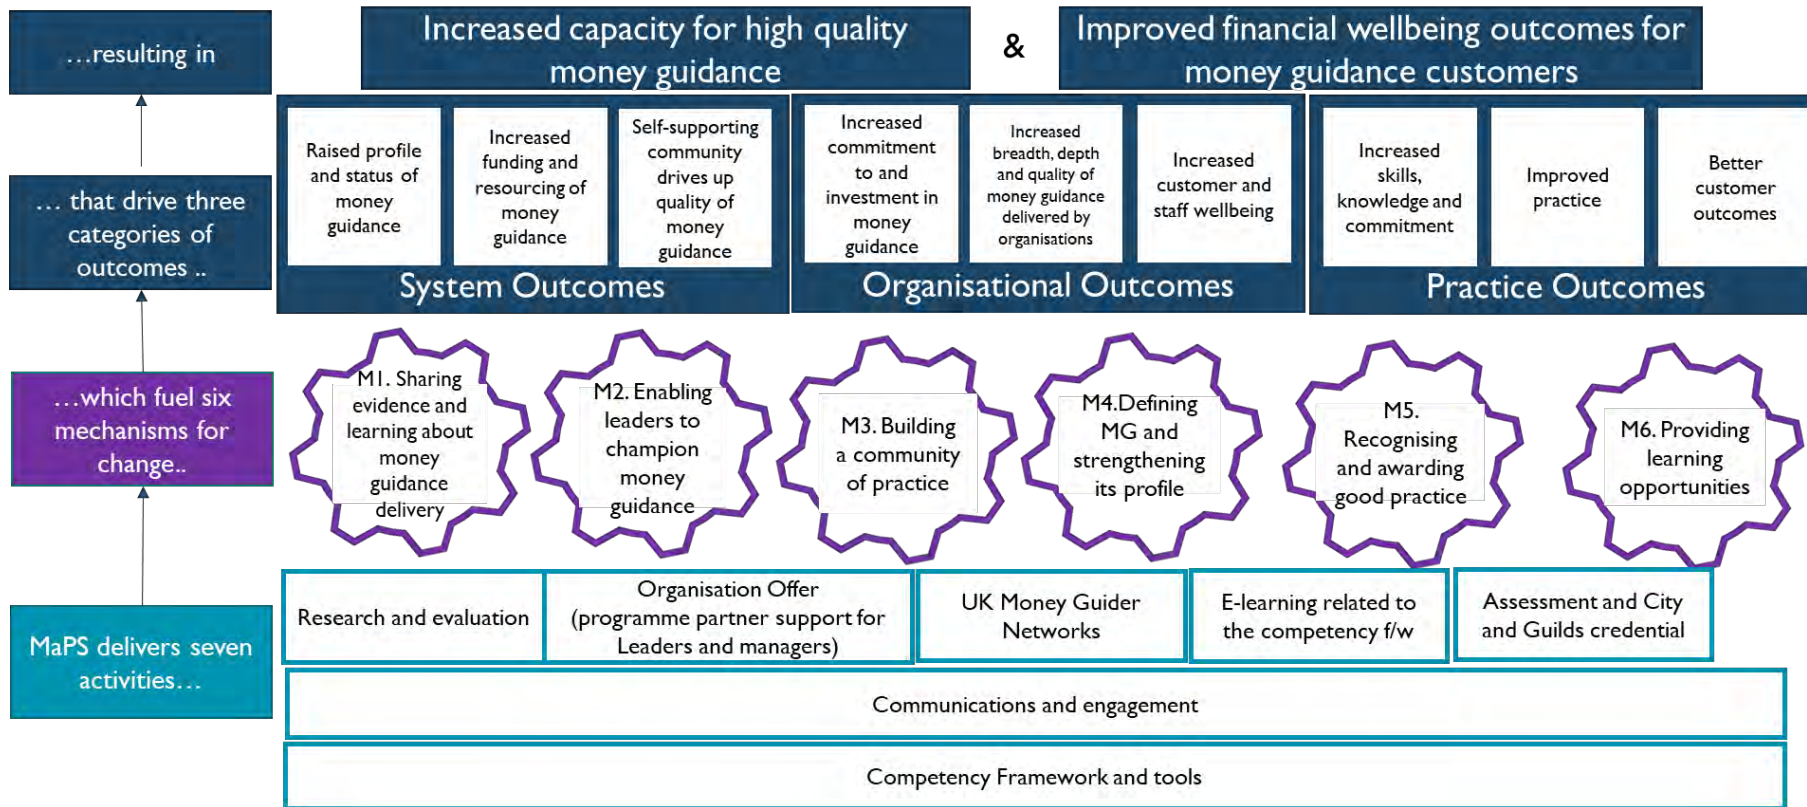 …resulting in
Increased capacity for high quality
money guidance
&
Improved financial wellbeing outcomes for
money guidance customers
… that drive three
categories of
outcomes ..
Raised profile
and status of
money
guidance
Increased
funding and
resourcing of
money
guidance
Self-supporting
community
drives up
quality of
money
guidance
System Outcomes
Increased
commitment
to and
investment in
money
guidance
Increased
breadth, depth
and quality of
money guidance
delivered by
organisations
Increased
customer and
staff wellbeing
Organisational Outcomes
Increased
skills,
knowledge and
commitment
Improved
practice
Better
customer
outcomes
Practice Outcomes
…which fuel six
mechanisms for
change..
M1. Sharing
evidence and
learning about
money
guidance
delivery
M2. Enabling
leaders to
champion
money
guidance
M3. Building
a community
of practice
M4.Defining
MG and
strengthening
its profile
M5.
Recognising
and awarding
good practice
M6. Providing
learning
opportunities
MaPS delivers seven
activities…
Research and evaluation
Organisation Offer
(programme partner support for
Leaders and managers)
UK Money Guider
Networks
E-learning related to
the competency f/w
Assessment and City
and Guilds credential
Communications and engagement
Competency Framework and tools